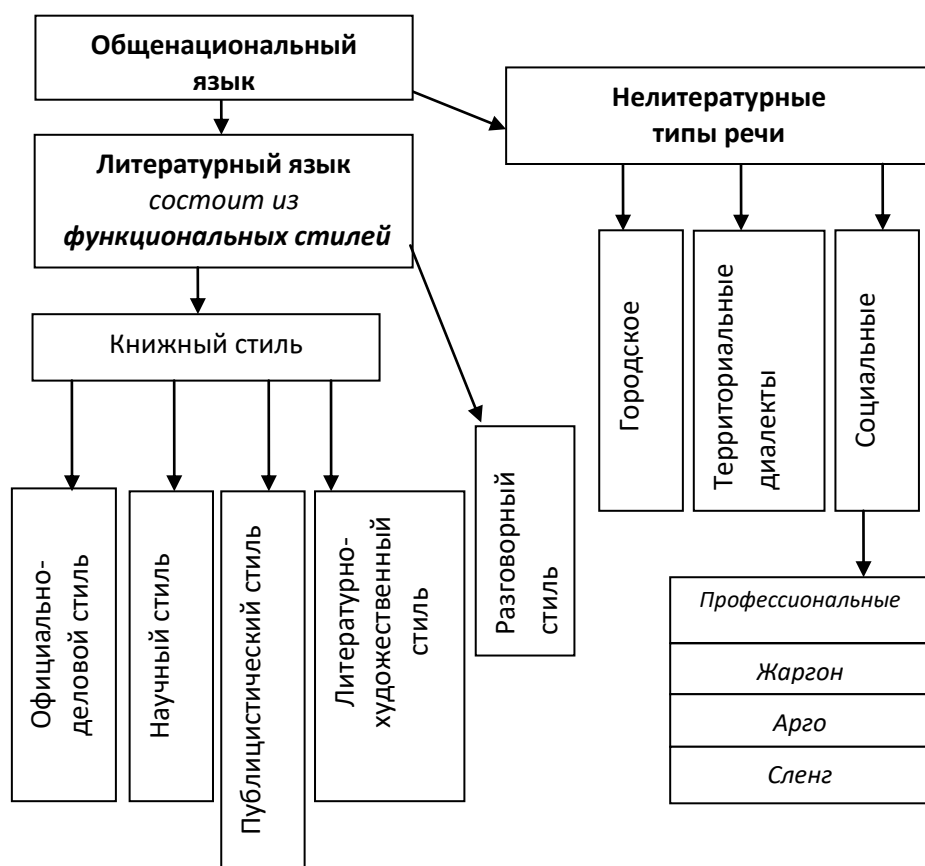 Общенациональный
язык
Нелитературные
типы речи
Литературный язык
состоит из
функциональных стилей
Книжный стиль
Городское
Территориальные
диалекты
Социальные
Официально-
деловой стиль
Научный стиль
Публицистический стиль
Литературно-
художественный
стиль
Разговорный
стиль
Профессиональные
Жаргон
Арго
Сленг